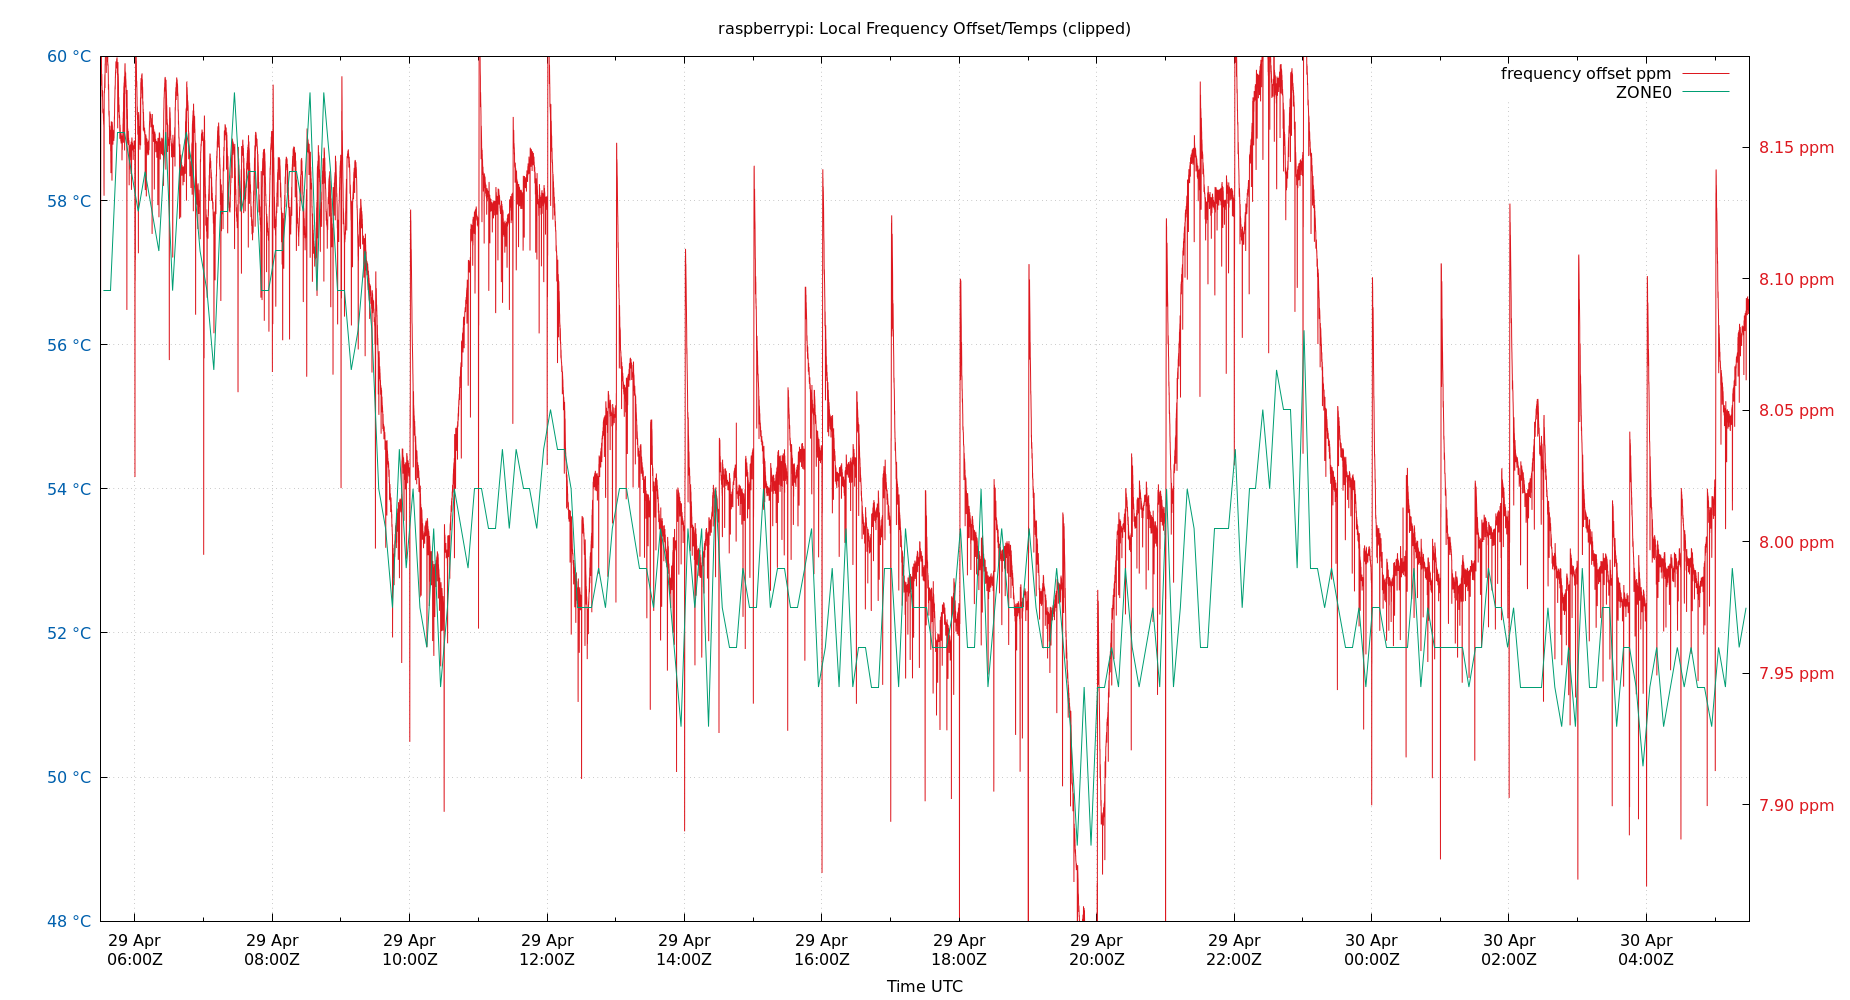 raspberrypi: Local Frequency Offset/Temps (clipped)
frequency offset ppm
ZONE0
60 °C
58 °C
56 °C
54 °C
52 °C
50 °C
48 °C
8.15 ppm
8.10 ppm
8.05 ppm
8.00 ppm
7.95 ppm
7.90 ppm
29 Apr 29 Apr 29 Apr 29 Apr 29 Apr 29 Apr 29 Apr 29 Apr 29 Apr 30 Apr 30 Apr 30 Apr
06:00Z 08:00Z 10:00Z 12:00Z 14:00Z 16:00Z 18:00Z 20:00Z 22:00Z 00:00Z 02:00Z 04:00Z
Time UTC